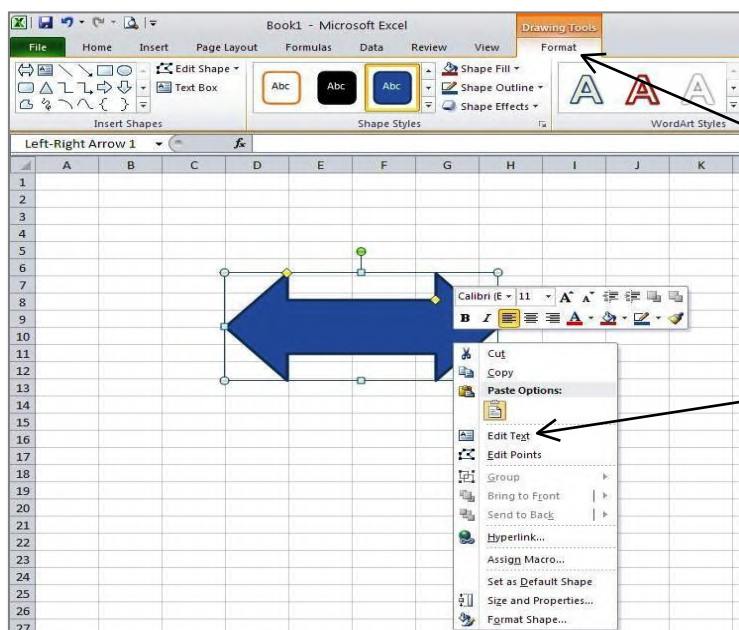 Book1 - Microsoft Excel
Drawing Tools
File Home Insert Page Layout Formulas Data Review View Format
Edit Shape
Text Box
Insert Shapes
Abc Abc Abc
Shape Styles
Shape Fill
Shape Outline
Shape Effects
A A A
WordArt Styles
Left-Right Arrow 1
fx
A B C D E F G H I J K
1
2
3
4
5
6
7
8
9
10
11
12
13
14
15
16
17
18
19
20
21
22
23
24
25
26
27
Calibri (E 11 A A
B I A
Cut
Copy
Paste Options:
Edit Text
Edit Points
Group
Bring to Front
Send to Back
Hyperlink...
Assign Macro...
Set as Default Shape
Size and Properties...
Format Shape...